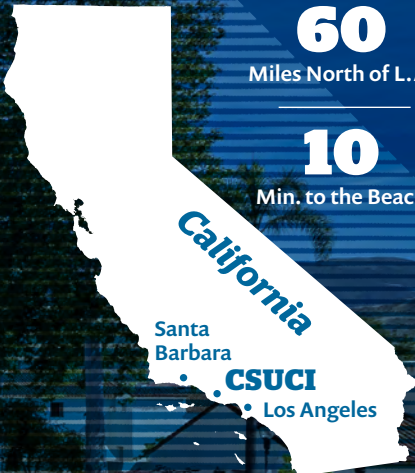 60
Miles North of L.
10
Min. to the Beac
California
Santa
Barbara
CSUCI
Los Angeles